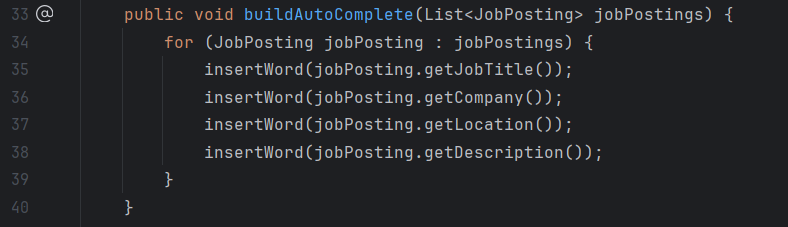 33 @ public void buildAutoComplete(List<JobPosting> jobPostings) {
34 for (JobPosting jobPosting : jobPostings) {
35 insertWord(jobPosting.getJobTitle());
36 insertWord(jobPosting.getCompany());
37 insertWord(jobPosting.getLocation());
38 insertWord(jobPosting.getDescription());
39 }
40 }